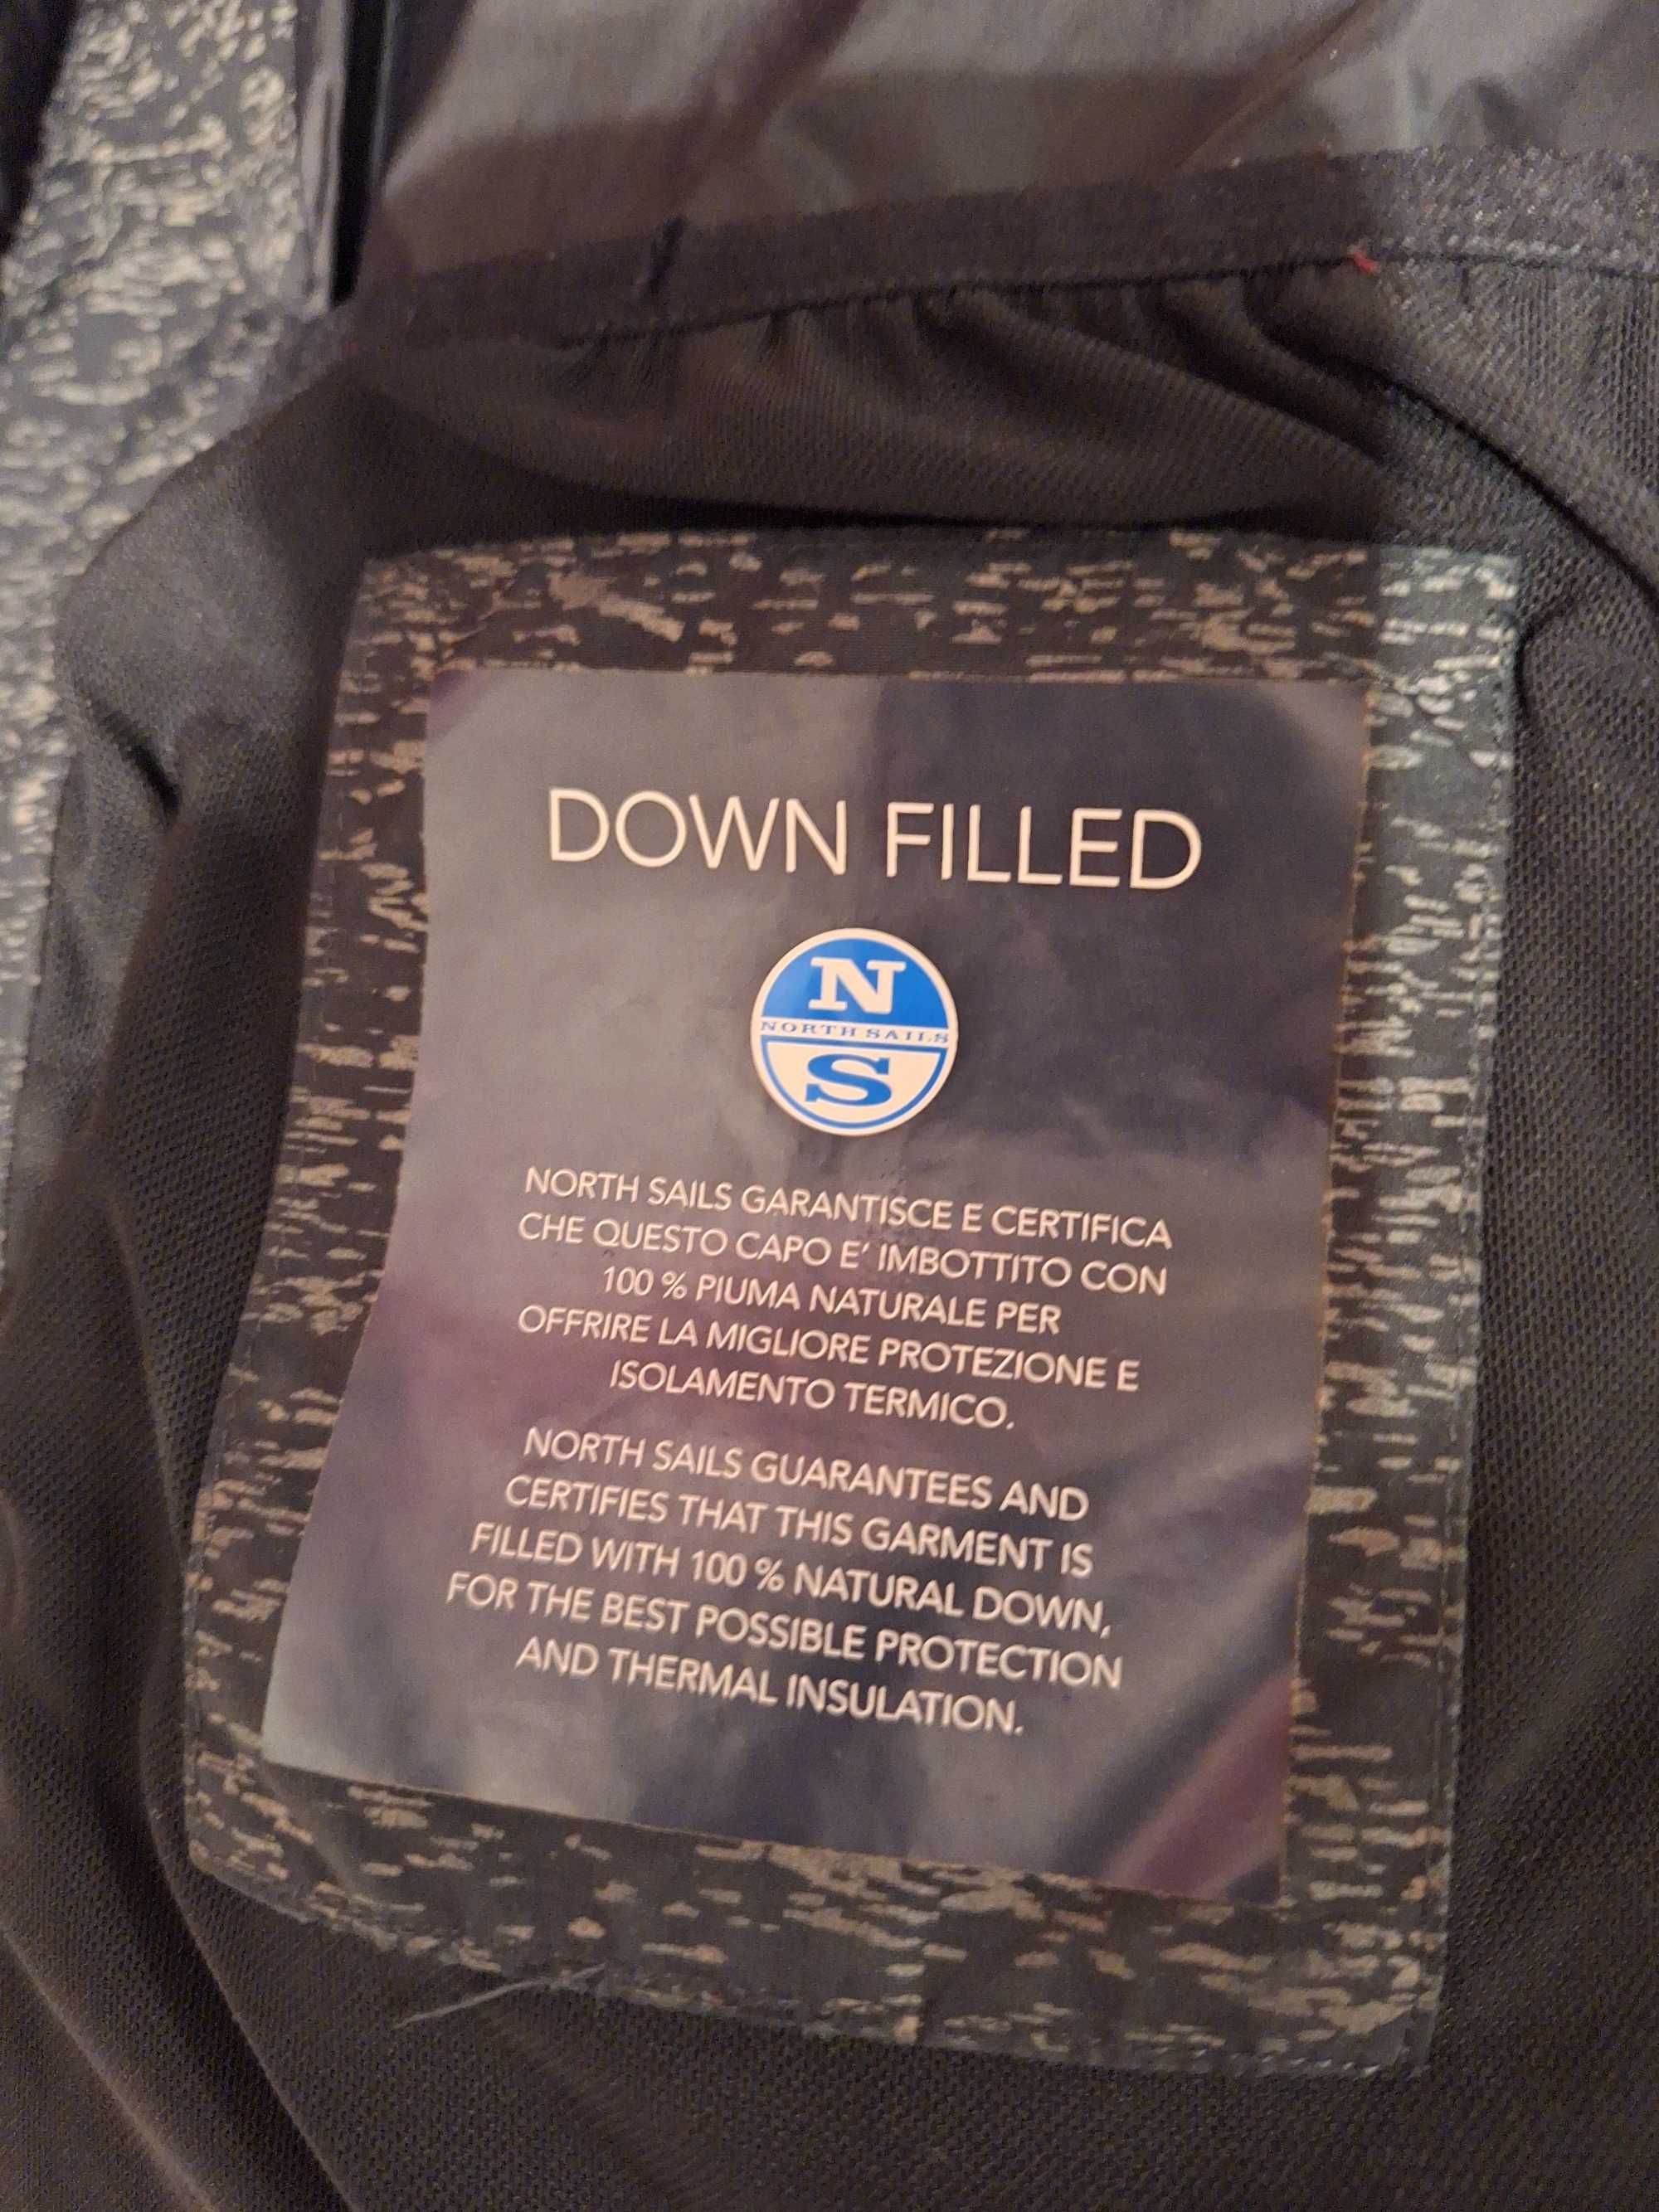 DOWN FILLED
N
NORTH SAILS
S
NORTH SAILS GARANTISCE E CERTIFICA
CHE QUESTO CAPO E' IMBOTTITO CON
100 % PIUMA NATURALE PER
OFFRIRE LA MIGLIORE PROTEZIONE E
ISOLAMENTO TERMICO.
NORTH SAILS GUARANTEES AND
CERTIFIES THAT THIS GARMENT IS
FILLED WITH 100 % NATURAL DOWN,
FOR THE BEST POSSIBLE PROTECTION
AND THERMAL INSULATION.